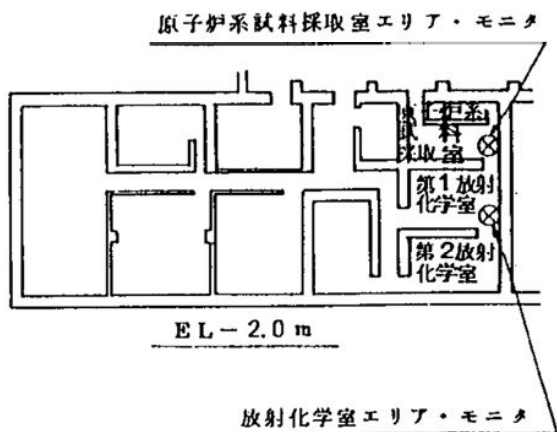 原子炉系試料採取室エリア・モニタ
原子炉系
試料
採取室
第1放射
化学室
第2放射
化学室
EL-2.0m
放射化学室エリア・モニタ